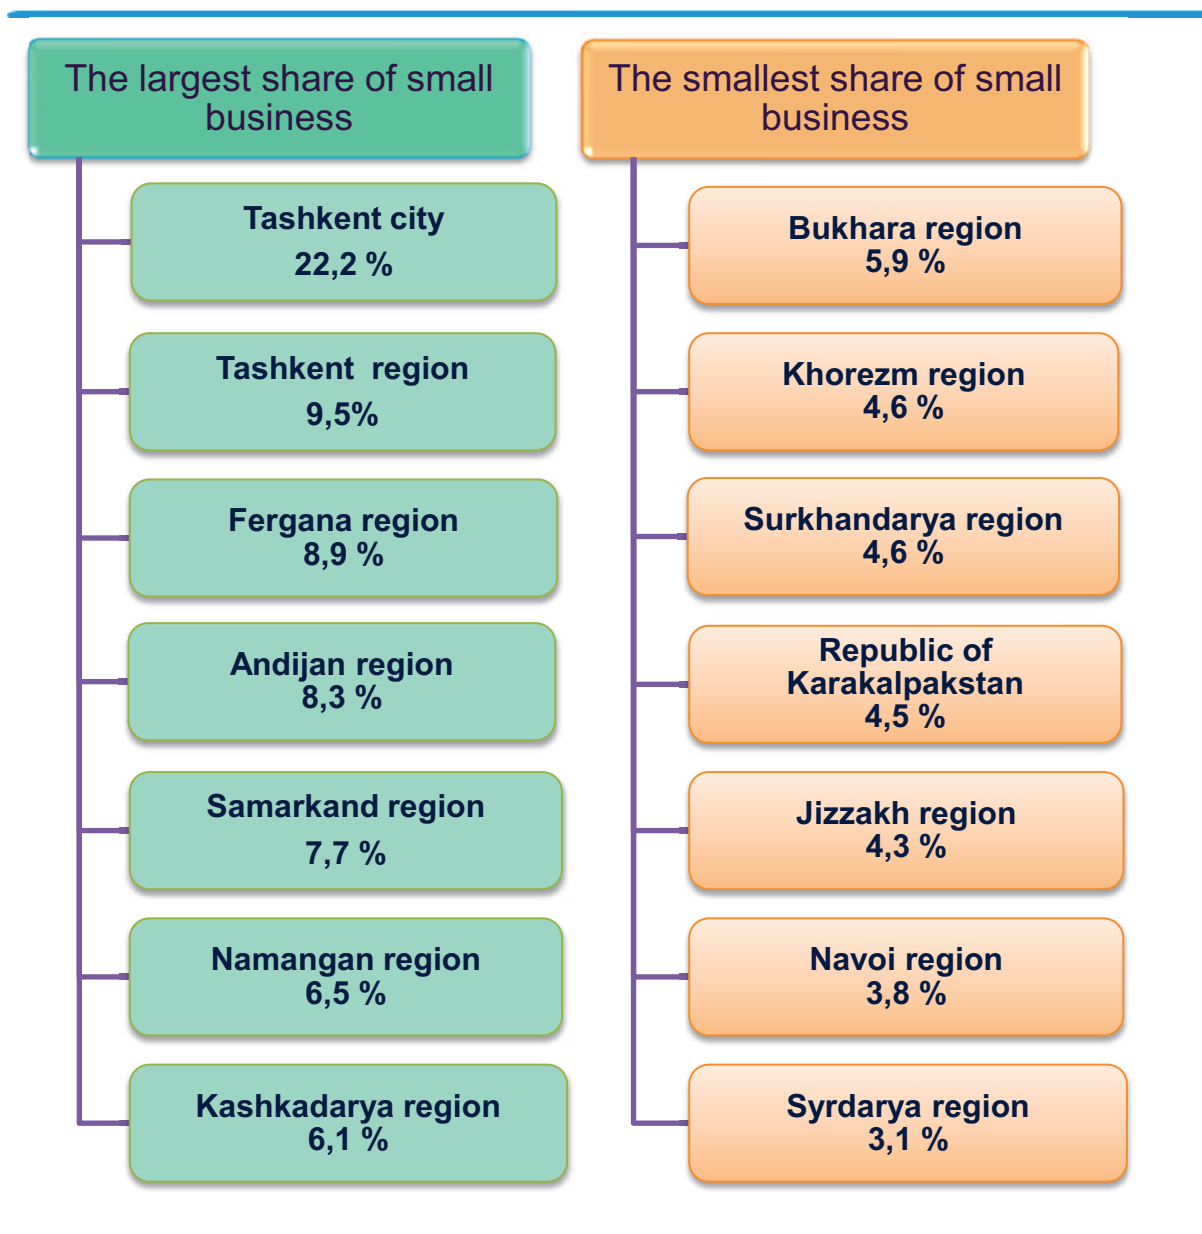 The largest share of small
business
Tashkent city
22,2 %
Tashkent region
9,5%
Fergana region
8,9 %
Andijan region
8,3 %
Samarkand region
7,7 %
Namangan region
6,5 %
Kashkadarya region
6,1 %
The smallest share of small
business
Bukhara region
5,9 %
Khorezm region
4,6 %
Surkhandarya region
4,6 %
Republic of
Karakalpakstan
4,5 %
Jizzakh region
4,3 %
Navoi region
3,8 %
Syrdarya region
3,1 %